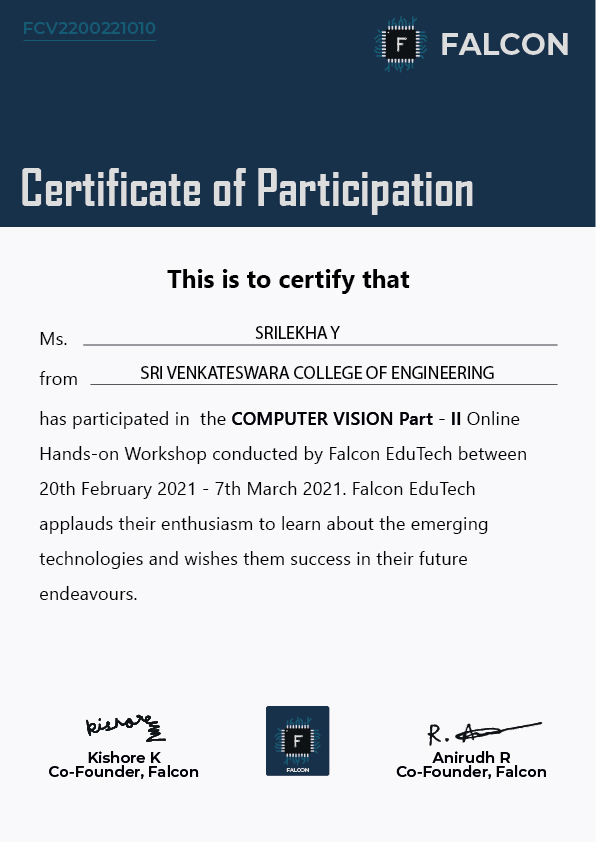 FCV2200221010
F
FALCON
Certificate of Participation
This is to certify that
Ms. SRILEKHA Y
from SRI VENKATESWARA COLLEGE OF ENGINEERING
has participated in the COMPUTER VISION Part - II Online
Hands-on Workshop conducted by Falcon EduTech between
20th February 2021 - 7th March 2021. Falcon EduTech
applauds their enthusiasm to learn about the emerging
technologies and wishes them success in their future
endeavours.
kishore
R.
F
FALCON
Kishore K
Co-Founder, Falcon
Anirudh R
Co-Founder, Falcon